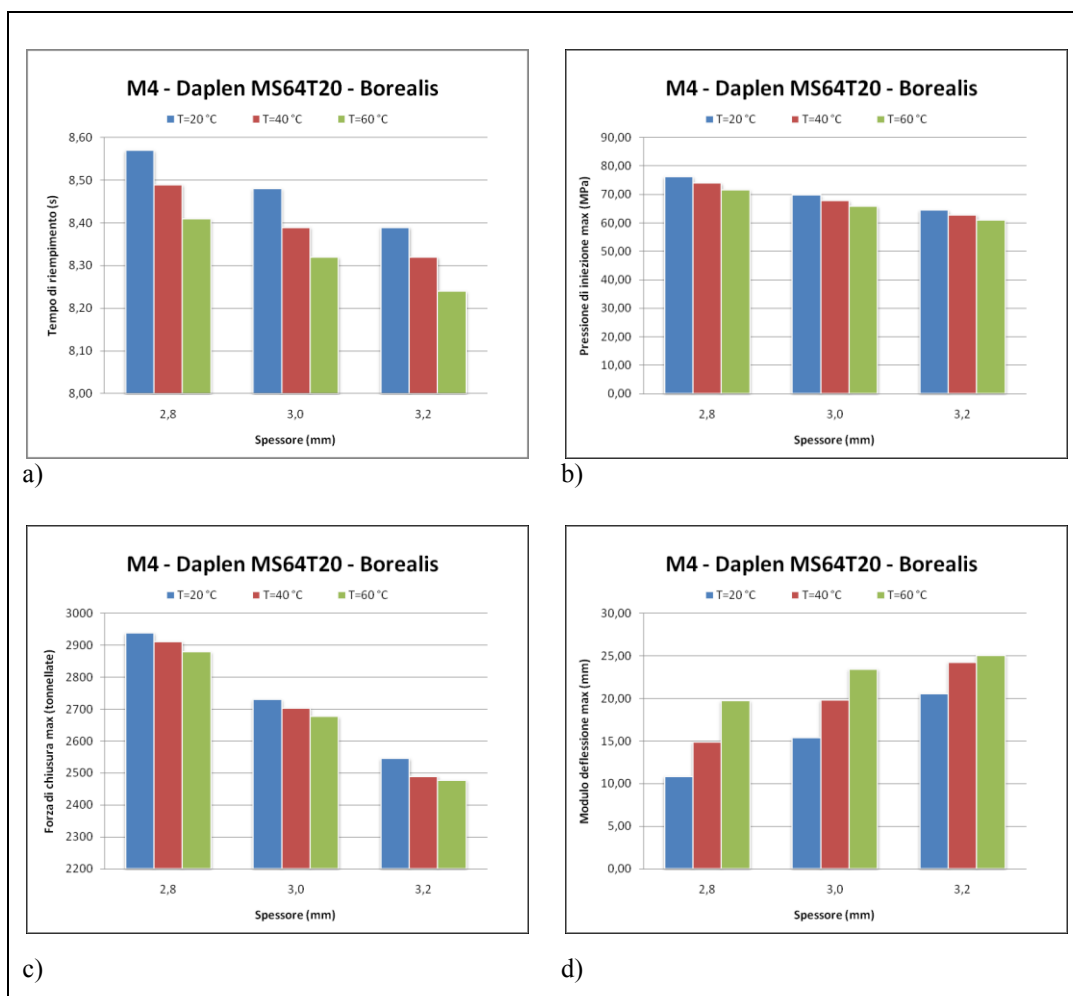 M4 - Daplen MS64T20 - Borealis
T=20 °C T=40 °C T=60 °C
Tempo di riempimento (s)
8,60
8,50
8,40
8,30
8,20
8,10
8,00
2,8 3,0 3,2
Spessore (mm)
a)
M4 - Daplen MS64T20 - Borealis
T=20 °C T=40 °C T=60 °C
Pressione di iniezione max (MPa)
90,00
80,00
70,00
60,00
50,00
40,00
30,00
20,00
10,00
0,00
2,8 3,0 3,2
Spessore (mm)
b)
M4 - Daplen MS64T20 - Borealis
T=20 °C T=40 °C T=60 °C
Forza di chiusura max (tonnellate)
3000
2900
2800
2700
2600
2500
2400
2300
2200
2,8 3,0 3,2
Spessore (mm)
c)
M4 - Daplen MS64T20 - Borealis
T=20 °C T=40 °C T=60 °C
Modulo deflessione max (mm)
30,00
25,00
20,00
15,00
10,00
5,00
0,00
2,8 3,0 3,2
Spessore (mm)
d)